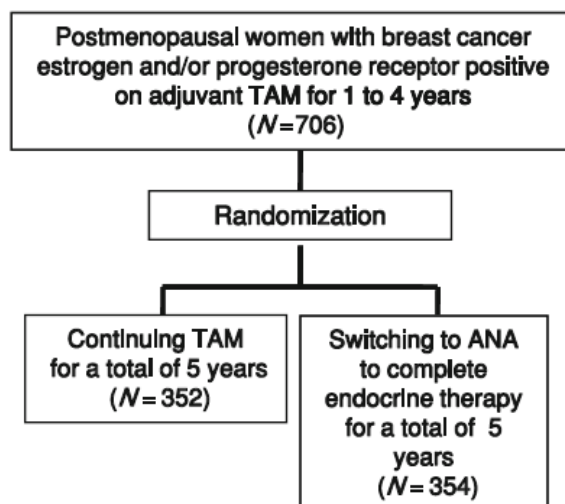 Postmenopausal women with breast cancer
estrogen and/or progesterone receptor positive
on adjuvant TAM for 1 to 4 years
(N=706)
Randomization
Continuing TAM
for a total of 5 years
(N=352)
Switching to ANA
to complete
endocrine therapy
for a total of 5
years
(N=354)